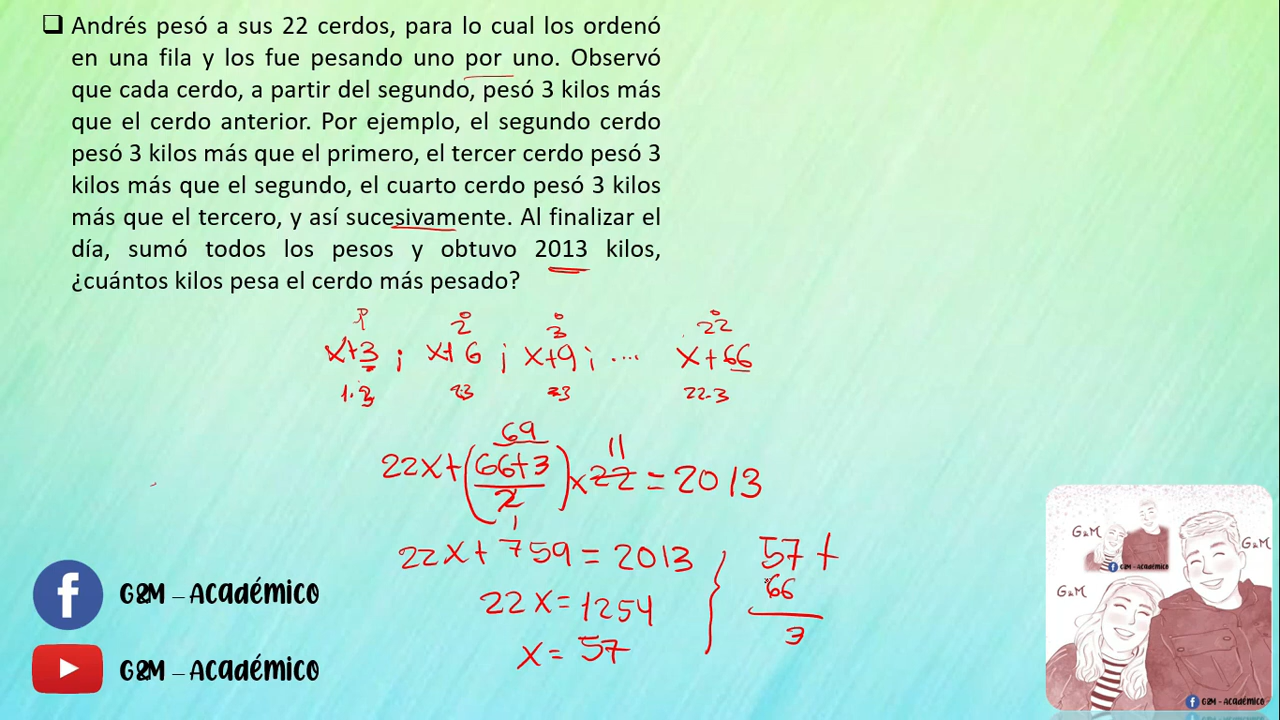 ❑ Andrés pesó a sus 22 cerdos, para lo cual los ordenó
en una fila y los fue pesando uno por uno. Observó
que cada cerdo, a partir del segundo, pesó 3 kilos más
que el cerdo anterior. Por ejemplo, el segundo cerdo
pesó 3 kilos más que el primero, el tercer cerdo pesó 3
kilos más que el segundo, el cuarto cerdo pesó 3 kilos
más que el tercero, y así sucesivamente. Al finalizar el
día, sumó todos los pesos y obtuvo 2013 kilos,
¿cuántos kilos pesa el cerdo más pesado?
2° 3° 22°
x+3 ; x+6 ; x+9 ; .... x+66
1·3 2·3 22·3
69 11
22x+(66+3/2)x22=2013
1
22x+759=2013 57+
22x=1254 66
x=57 3
G&M – Académico
G&M – Académico
G&M
G&M
G&M
G&M – Académico
G&M – Académico